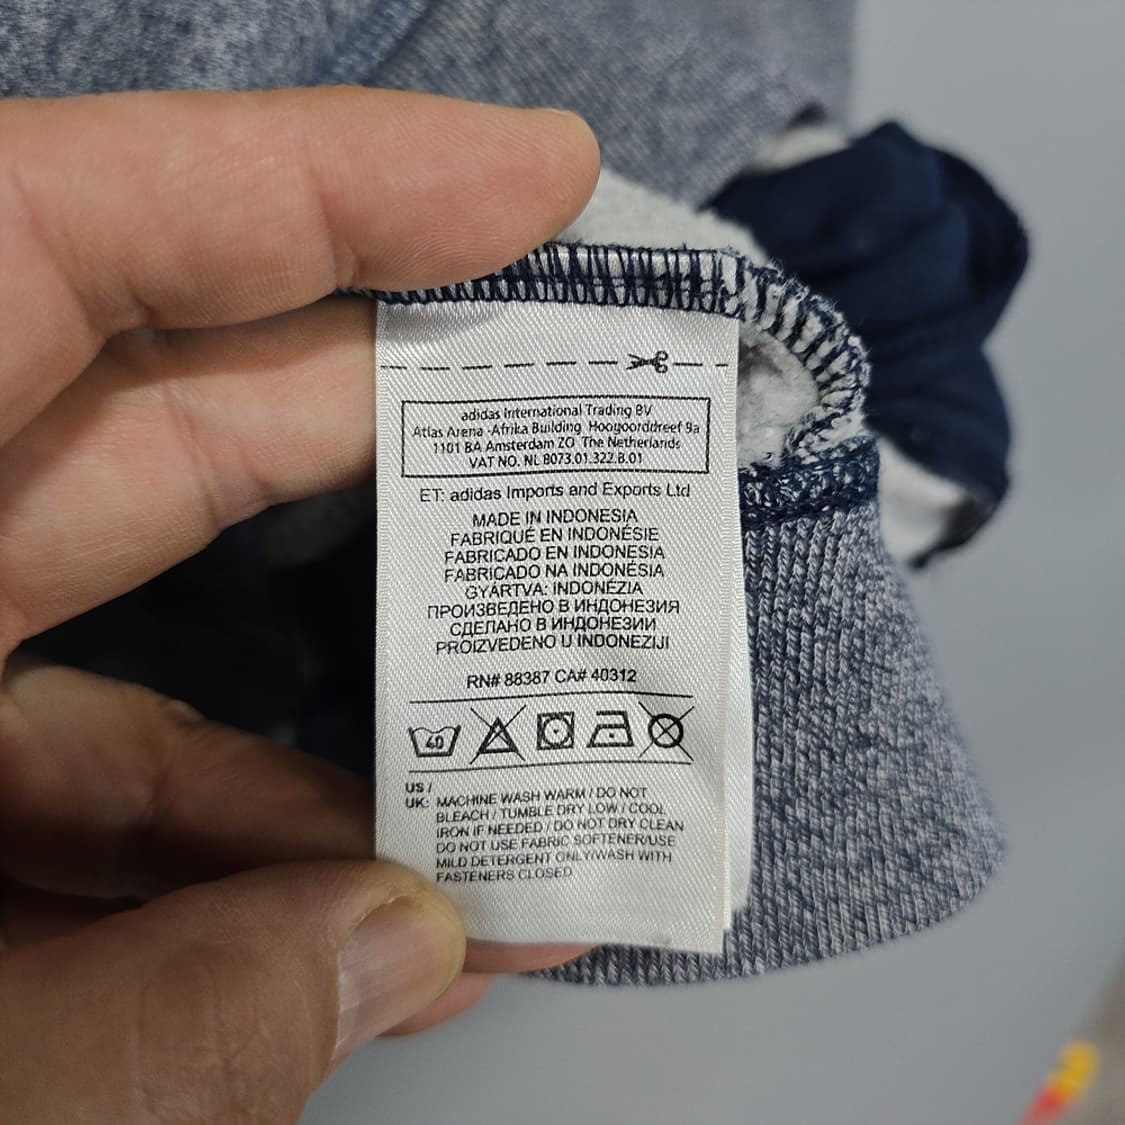 adidas International Trading BV
Atlas Arena -Afrika Building, Hoogoorddreef 9a
1101 BA Amsterdam ZO The Netherlands
VAT NO. NL 8073.01.322.B.01
ET: adidas Imports and Exports Ltd
MADE IN INDONESIA
FABRIQUÉ EN INDONÉSIE
FABRICADO EN INDONESIA
FABRICADO NA INDONÉSIA
GYÁRTVA: INDONÉZIA
ПРОИЗВЕДЕНО В ИНДОНЕЗИЯ
СДЕЛАНО В ИНДОНЕЗИИ
PROIZVEDENO U INDONEZIJI
RN# 88387 CA# 40312
40
US /
UK: MACHINE WASH WARM / DO NOT
BLEACH / TUMBLE DRY LOW / COOL
IRON IF NEEDED / DO NOT DRY CLEAN
DO NOT USE FABRIC SOFTENER/USE
MILD DETERGENT ONLY/WASH WITH
FASTENERS CLOSED